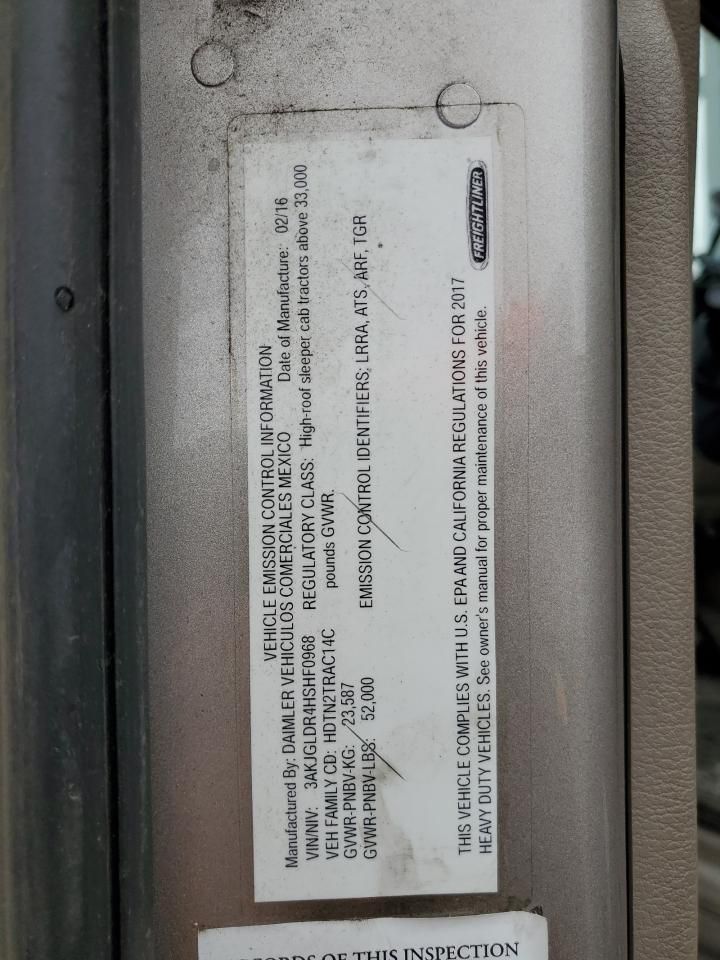 VEHICLE EMISSION CONTROL INFORMATION
Manufactured By: DAIMLER VEHICULOS COMERCIALES MEXICO Date of Manufacture: 02/16
VIN/NIV: 3AKJGLDR4HSHF0968 REGULATORY CLASS: High-roof sleeper cab tractors above 33,000
VEH FAMILY CD: HDTN2TRAC14C pounds GVWR.
GVWR-PNBV-KG: 23,587
GVWR-PNBV-LBS: 52,000 EMISSION CONTROL IDENTIFIERS: LRRA, ATS, ARF, TGR
THIS VEHICLE COMPLIES WITH U.S. EPA AND CALIFORNIA REGULATIONS FOR 2017
HEAVY DUTY VEHICLES. See owner's manual for proper maintenance of this vehicle.
FREIGHTLINER
OF THIS INSPECTION